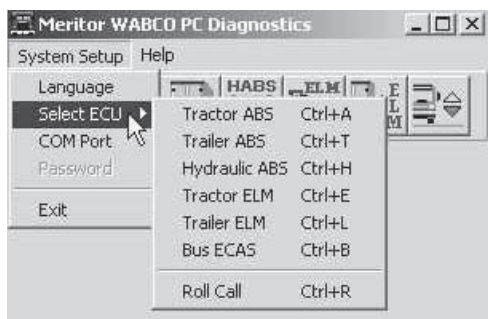 Meritor WABCO PC Diagnostics
System Setup Help
Language
HABS ELM ELM
Select ECU
Tractor ABS Ctrl+A
COM Port
Trailer ABS Ctrl+T
Password
Hydraulic ABS Ctrl+H
Tractor ELM Ctrl+E
Exit
Trailer ELM Ctrl+L
Bus ECAS Ctrl+B
Roll Call Ctrl+R